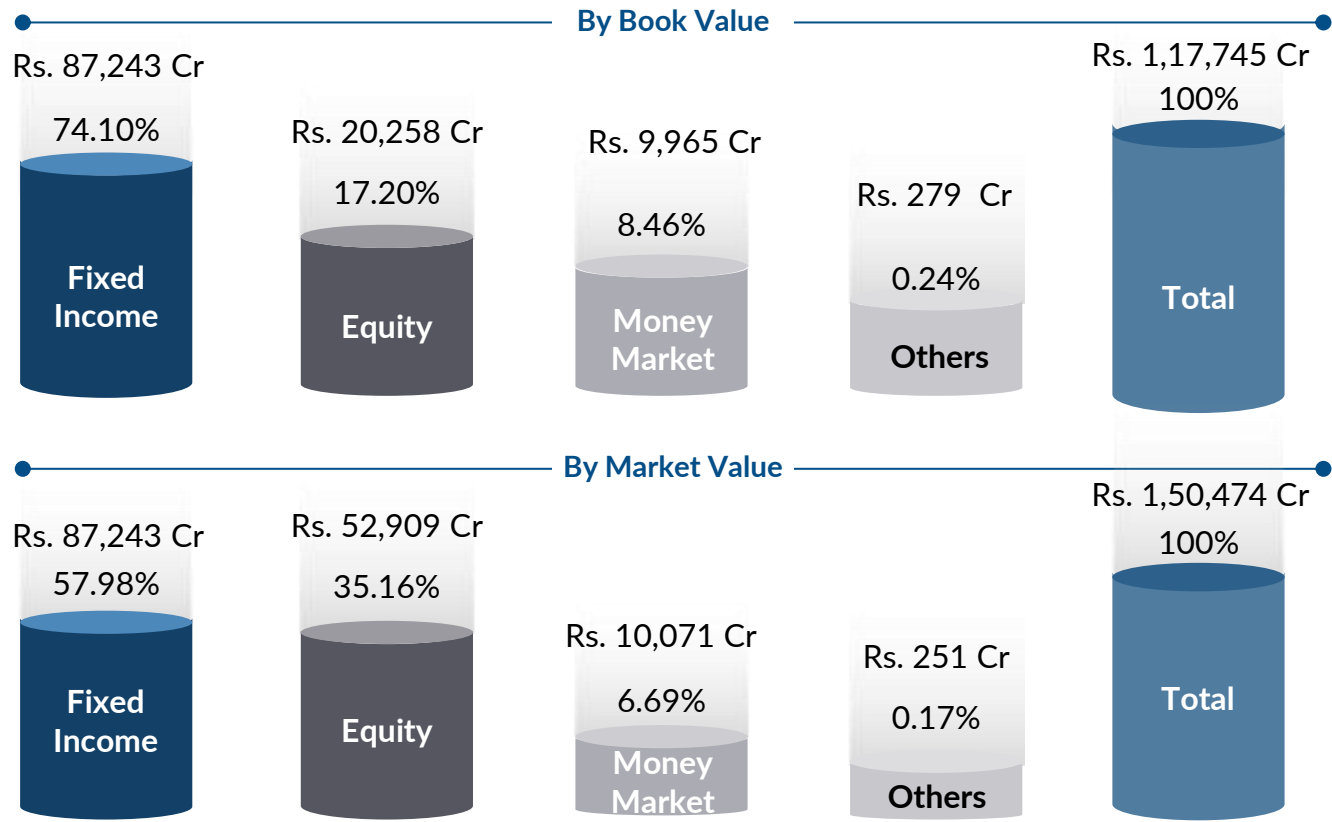 By Book Value
Rs. 87,243 Cr
74.10%
Fixed
Income
Rs. 20,258 Cr
17.20%
Equity
Rs. 9,965 Cr
8.46%
Money
Market
Rs. 279 Cr
0.24%
Others
Rs. 1,17,745 Cr
100%
Total
By Market Value
Rs. 87,243 Cr
57.98%
Fixed
Income
Rs. 52,909 Cr
35.16%
Equity
Rs. 10,071 Cr
6.69%
Money
Market
Rs. 251 Cr
0.17%
Others
Rs. 1,50,474 Cr
100%
Total